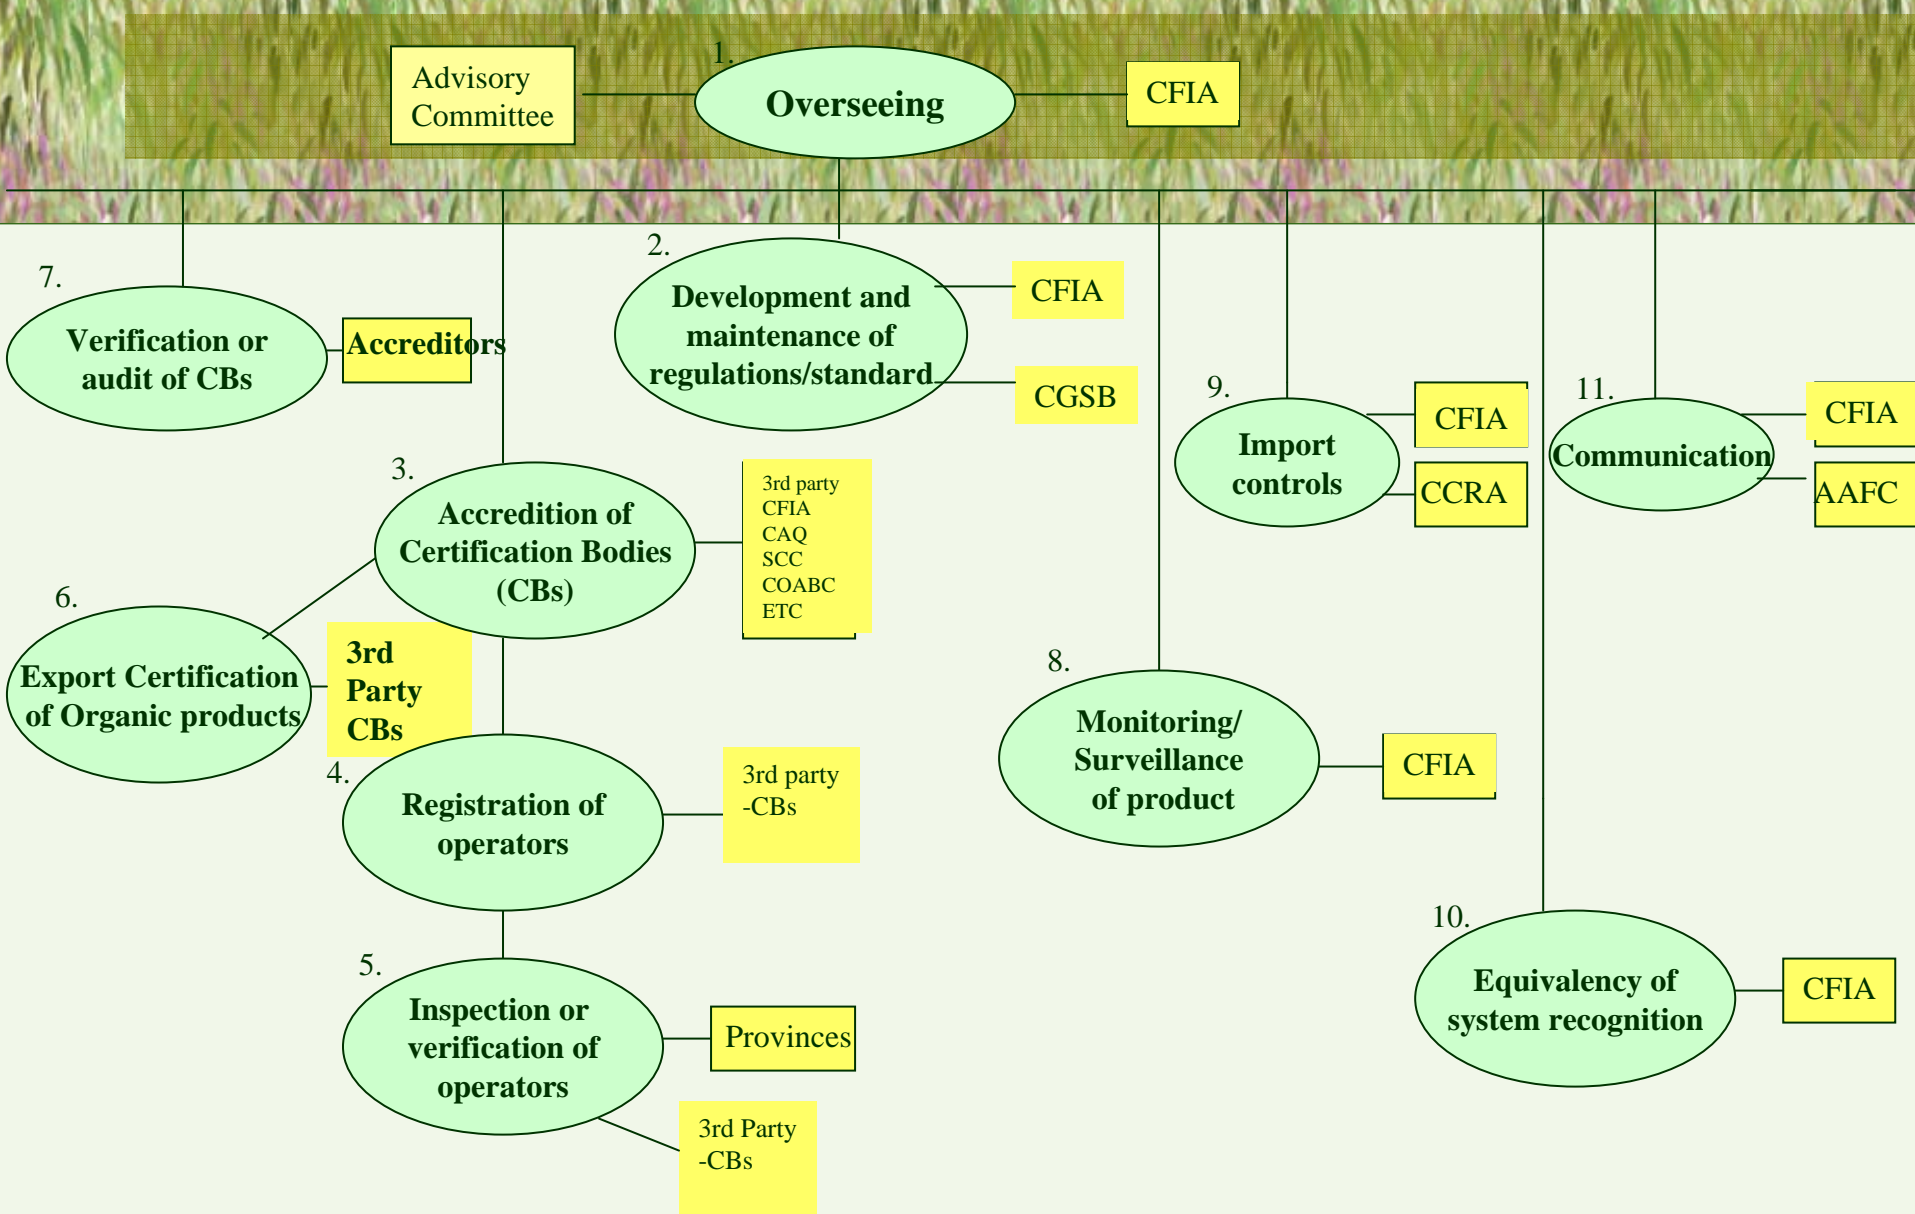 Advisory
Committee
1.
Overseeing
CFIA
7.
Verification or
audit of CBs
Accreditors
2.
Development and
maintenance of
regulations/standard
CFIA
CGSB
3.
Accredition of
Certification Bodies
(CBs)
3rd party
CFIA
CAQ
SCC
COABC
ETC
9.
Import
controls
CFIA
CCRA
11.
Communication
CFIA
AAFC
6.
Export Certification
of Organic products
3rd
Party
CBs
4.
Registration of
operators
3rd party
-CBs
8.
Monitoring/
Surveillance
of product
CFIA
5.
Inspection or
verification of
operators
Provinces
3rd Party
-CBs
10.
Equivalency of
system recognition
CFIA